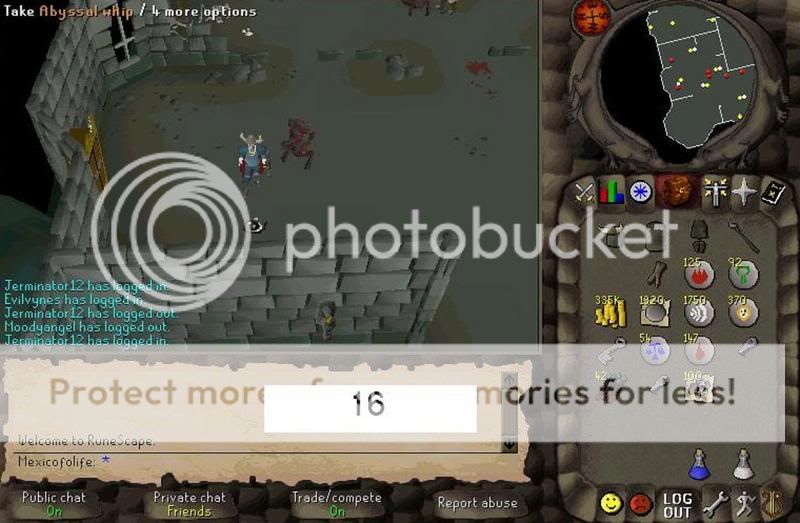 Take Abyssal whip / 4 more options
photobucket
Jerminator12 has logged in.
Evilvynes has logged in.
Jerminator12 has logged out.
Moodyangel has logged out.
Jerminator12 has logged in.
Protect more of your memories for less!
16
Welcome to RuneScape.
Mexicofolife: *
125
92
335K
1320
1750
370
54
147
42
100
Public chat
On
Private chat
Friends
Trade/compete
On
Report abuse
LOG
OUT